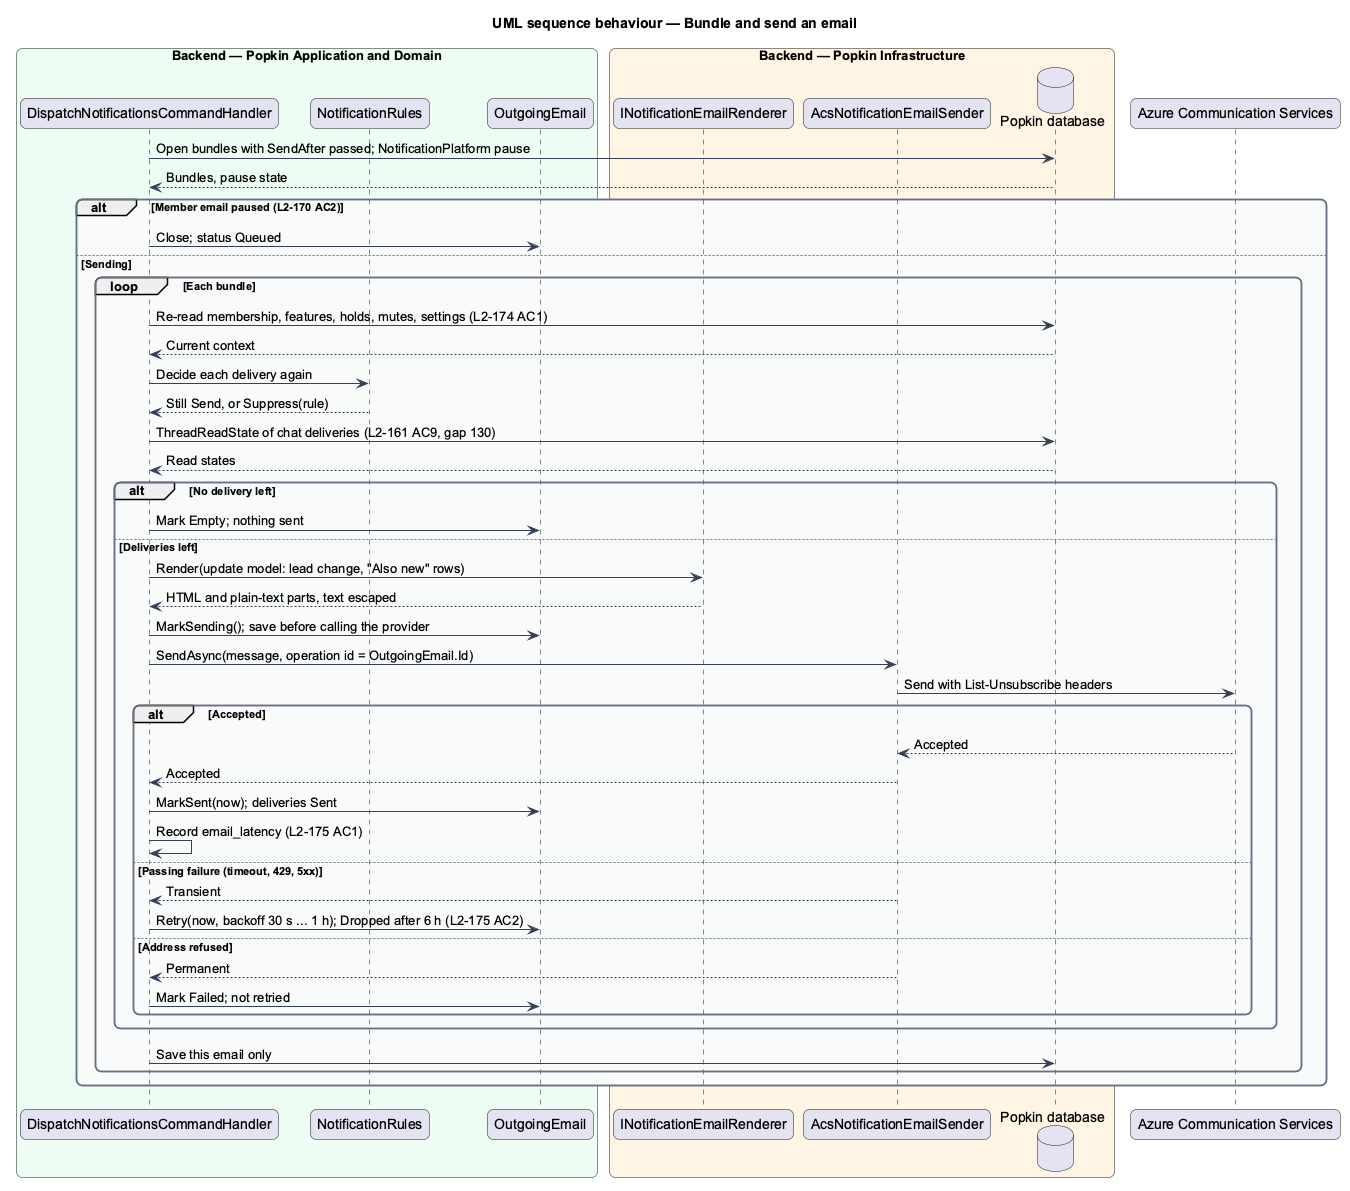 UML sequence behaviour — Bundle and send an email
Backend — Popkin Application and Domain
Backend — Popkin Infrastructure
DispatchNotificationsCommandHandler
NotificationRules
OutgoingEmail
INotificationEmailRenderer
AcsNotificationEmailSender
Popkin database
Azure Communication Services
Open bundles with SendAfter passed; NotificationPlatform pause
Bundles, pause state
alt
[Member email paused (L2-170 AC2)]
Close; status Queued
[Sending]
loop
[Each bundle]
Re-read membership, features, holds, mutes, settings (L2-174 AC1)
Current context
Decide each delivery again
Still Send, or Suppress(rule)
ThreadReadState of chat deliveries (L2-161 AC9, gap 130)
Read states
alt
[No delivery left]
Mark Empty; nothing sent
[Deliveries left]
Render(update model: lead change, "Also new" rows)
HTML and plain-text parts, text escaped
MarkSending(); save before calling the provider
SendAsync(message, operation id = OutgoingEmail.Id)
Send with List-Unsubscribe headers
alt
[Accepted]
Accepted
Accepted
MarkSent(now); deliveries Sent
Record email_latency (L2-175 AC1)
[Passing failure (timeout, 429, 5xx)]
Transient
Retry(now, backoff 30 s ... 1 h); Dropped after 6 h (L2-175 AC2)
[Address refused]
Permanent
Mark Failed; not retried
Save this email only
DispatchNotificationsCommandHandler
NotificationRules
OutgoingEmail
INotificationEmailRenderer
AcsNotificationEmailSender
Popkin database
Azure Communication Services